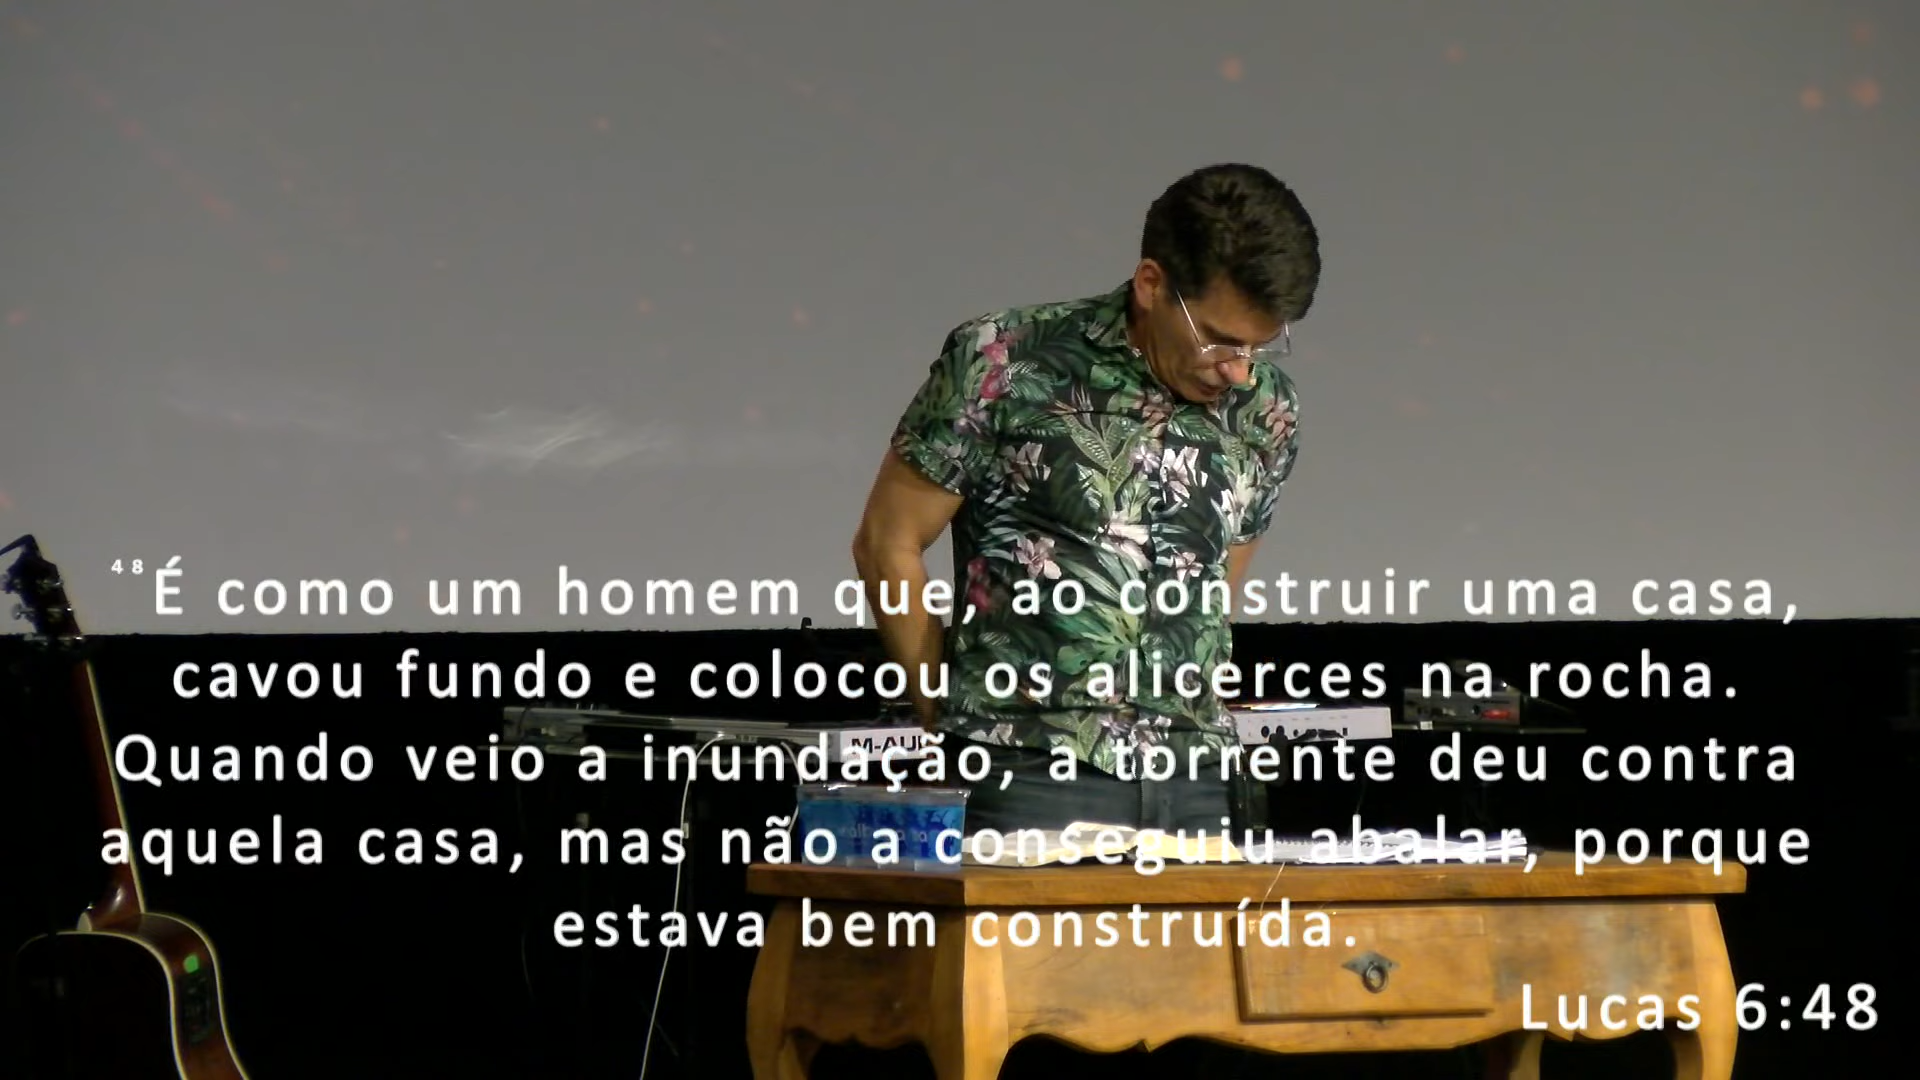 ⁴⁸É como um homem que, ao construir uma casa,
cavou fundo e colocou os alicerces na rocha.
Quando veio a inundação, a torrente deu contra
aquela casa, mas não a conseguiu abalar, porque
estava bem construída.
Lucas 6:48